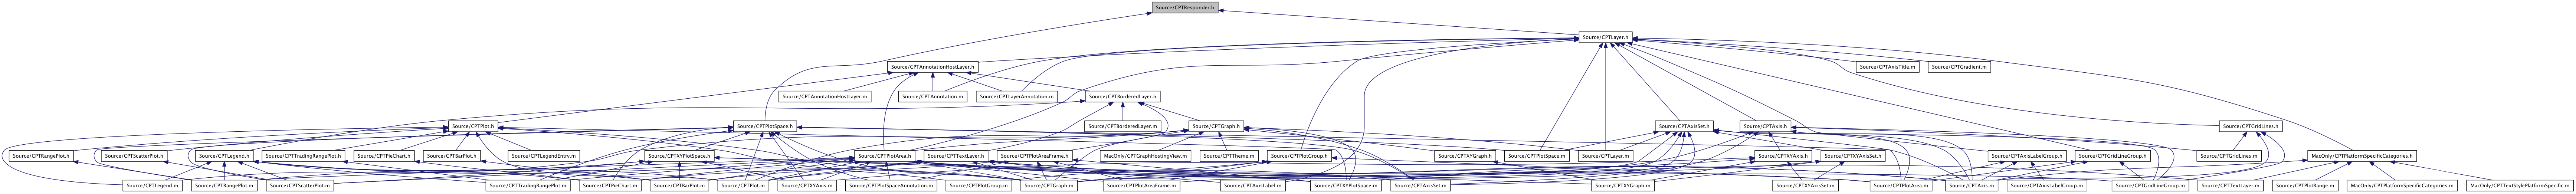 Source/CPTResponder.h
Source/CPTLayer.h
Source/CPTAnnotationHostLayer.h
Source/CPTAxisTitle.m
Source/CPTGradient.m
Source/CPTAnnotationHostLayer.m
Source/CPTAnnotation.m
Source/CPTLayerAnnotation.m
Source/CPTBorderedLayer.h
Source/CPTPlot.h
Source/CPTPlotSpace.h
Source/CPTBorderedLayer.m
Source/CPTGraph.h
Source/CPTAxisSet.h
Source/CPTAxis.h
Source/CPTGridLines.h
Source/CPTRangePlot.h
Source/CPTScatterPlot.h
Source/CPTLegend.h
Source/CPTTradingRangePlot.h
Source/CPTPieChart.h
Source/CPTBarPlot.h
Source/CPTLegendEntry.m
Source/CPTXYPlotSpace.h
Source/CPTPlotArea.h
Source/CPTTextLayer.h
Source/CPTPlotAreaFrame.h
MacOnly/CPTGraphHostingView.m
Source/CPTTheme.m
Source/CPTPlotGroup.h
Source/CPTXYGraph.h
Source/CPTPlotSpace.m
Source/CPTLayer.m
Source/CPTXYAxis.h
Source/CPTXYAxisSet.h
Source/CPTAxisLabelGroup.h
Source/CPTGridLineGroup.h
Source/CPTGridLines.m
MacOnly/CPTPlatformSpecificCategories.h
Source/CPTLegend.m
Source/CPTRangePlot.m
Source/CPTScatterPlot.m
Source/CPTTradingRangePlot.m
Source/CPTPieChart.m
Source/CPTBarPlot.m
Source/CPTPlot.m
Source/CPTXYAxis.m
Source/CPTPlotSpaceAnnotation.m
Source/CPTPlotGroup.m
Source/CPTGraph.m
Source/CPTPlotAreaFrame.m
Source/CPTAxisLabel.m
Source/CPTXYPlotSpace.m
Source/CPTAxisSet.m
Source/CPTXYGraph.m
Source/CPTXYAxisSet.m
Source/CPTPlotArea.m
Source/CPTAxis.m
Source/CPTAxisLabelGroup.m
Source/CPTGridLineGroup.m
Source/CPTTextLayer.m
Source/CPTPlotRange.m
MacOnly/CPTPlatformSpecificCategories.m
MacOnly/CPTTextStylePlatformSpecific.m